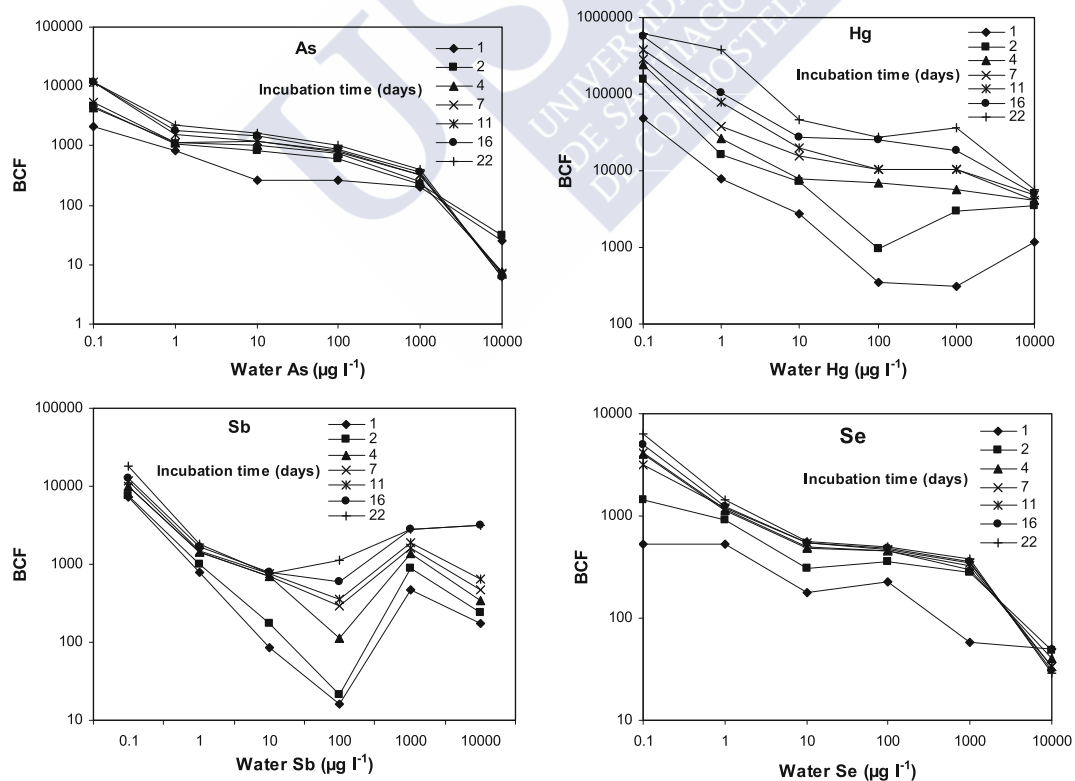 As
Incubation time (days)
1
2
4
7
11
16
22
BCF
100000
10000
1000
100
10
1
0.1 1 10 100 1000 10000
Water As (µg l⁻¹)
Hg
Incubation time (days)
1
2
4
7
11
16
22
BCF
1000000
100000
10000
1000
100
0.1 1 10 100 1000 10000
Water Hg (µg l⁻¹)
Sb
Incubation time (days)
1
2
4
7
11
16
22
BCF
100000
10000
1000
100
10
0.1 1 10 100 1000 10000
Water Sb (µg l⁻¹)
Se
Incubation time (days)
1
2
4
7
11
16
22
BCF
10000
1000
100
10
0.1 1 10 100 1000 10000
Water Se (µg l⁻¹)
DE COMPOSTELA